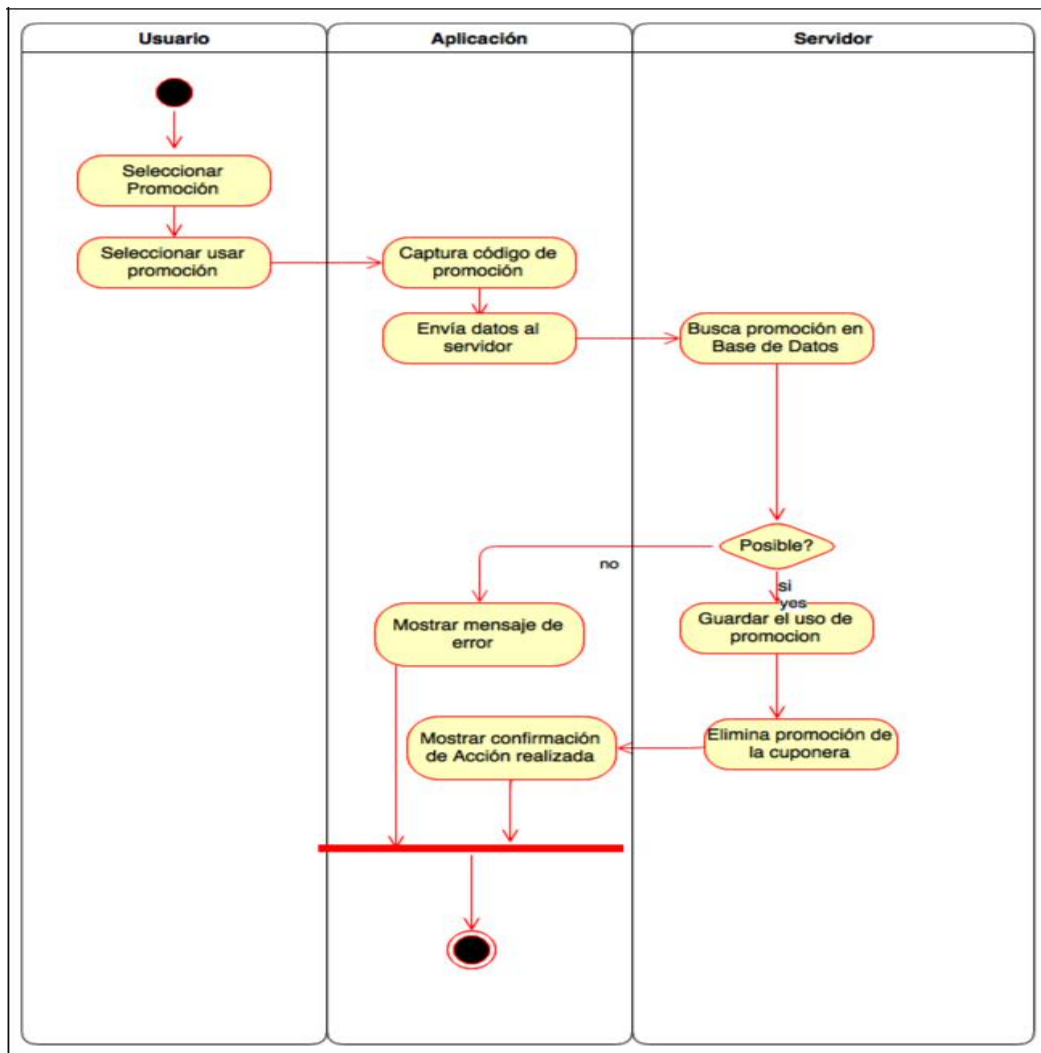 Usuario
Aplicación
Servidor
Seleccionar
Promoción
Seleccionar usar
promoción
Captura código de
promoción
Envía datos al
servidor
Busca promoción en
Base de Datos
Posible?
no
si
yes
Mostrar mensaje de
error
Guardar el uso de
promocion
Elimina promoción de
la cuponera
Mostrar confirmación
de Acción realizada